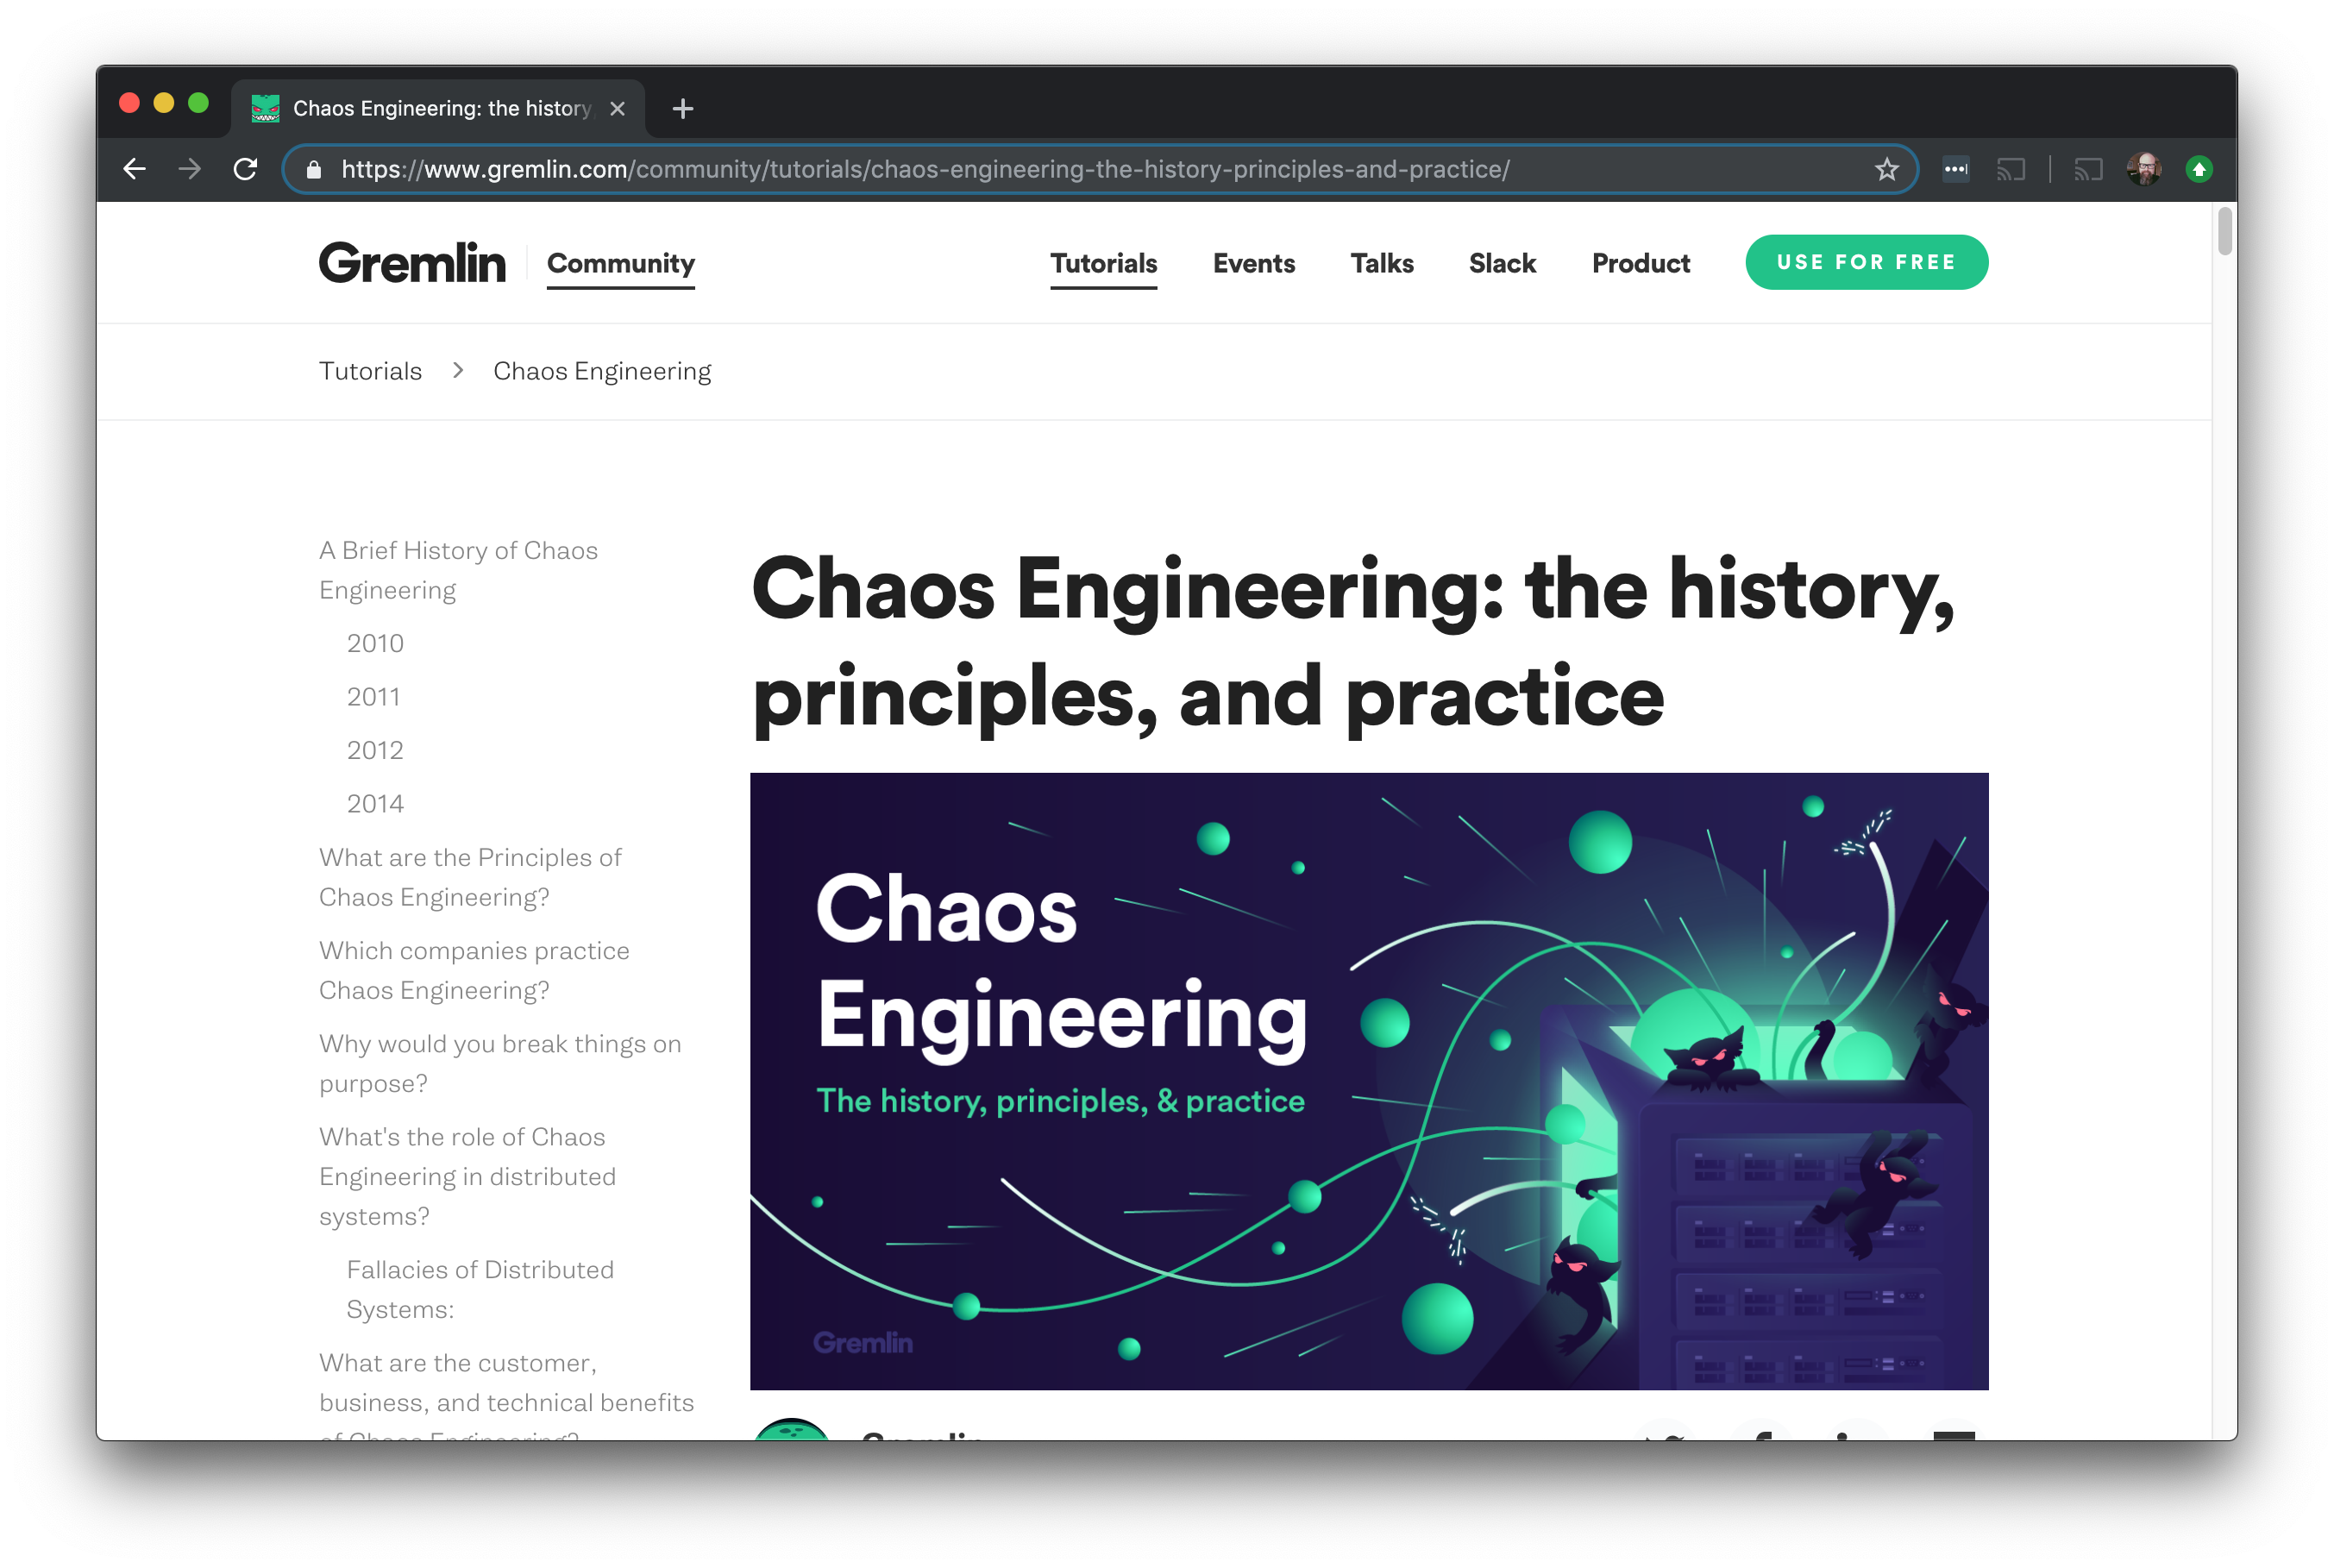 Chaos Engineering: the history,
https://www.gremlin.com/community/tutorials/chaos-engineering-the-history-principles-and-practice/
Gremlin
Community
Tutorials
Events
Talks
Slack
Product
USE FOR FREE
Tutorials
Chaos Engineering
A Brief History of Chaos
Engineering
2010
2011
2012
2014
What are the Principles of
Chaos Engineering?
Which companies practice
Chaos Engineering?
Why would you break things on
purpose?
What's the role of Chaos
Engineering in distributed
systems?
Fallacies of Distributed
Systems:
What are the customer,
business, and technical benefits
of Chaos Engineering?
Chaos Engineering: the history,
principles, and practice
Chaos
Engineering
The history, principles, & practice
Gremlin
Gremlin